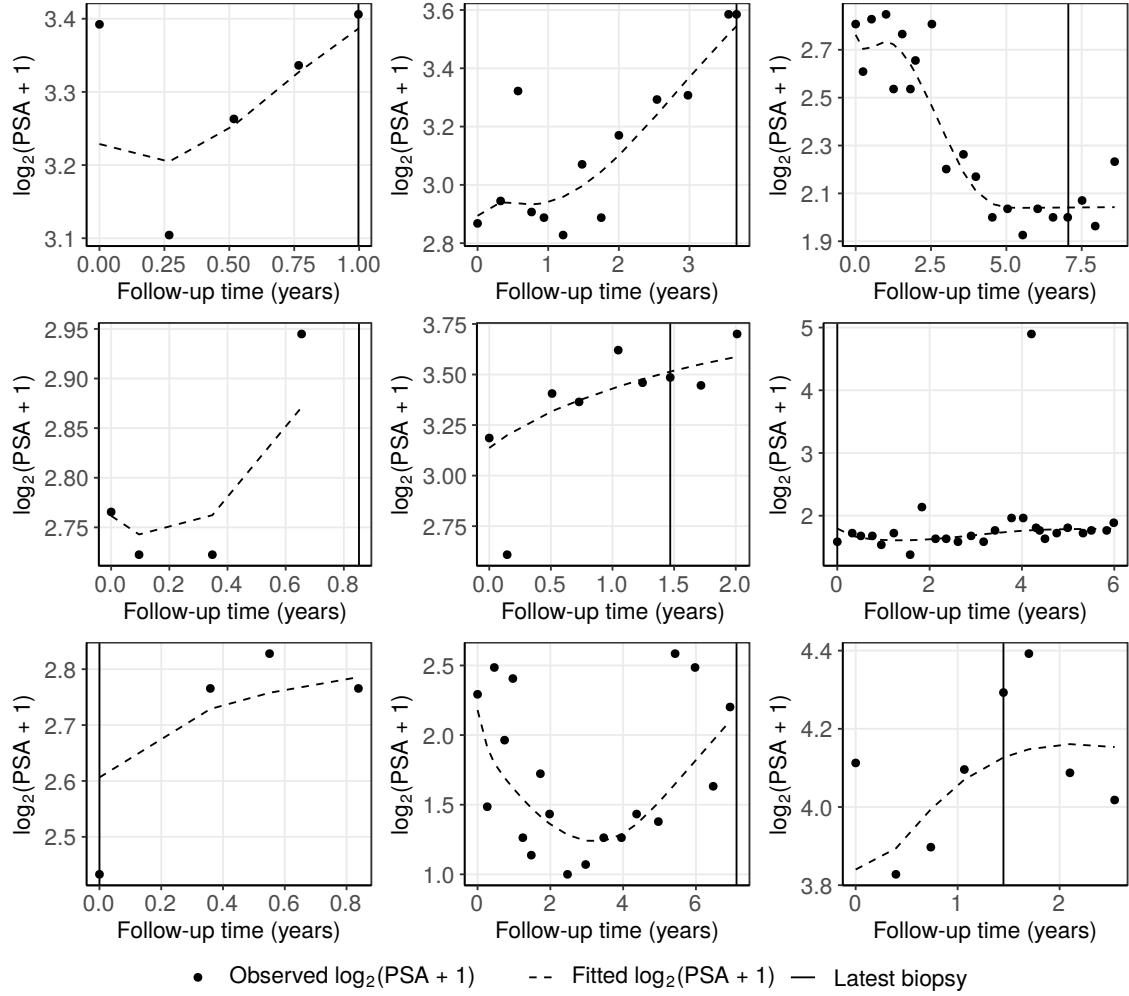 3.4
3.3
3.2
3.1
log₂(PSA + 1)
0.00 0.25 0.50 0.75 1.00
Follow-up time (years)
3.6
3.4
3.2
3.0
2.8
log₂(PSA + 1)
0 1 2 3
Follow-up time (years)
2.7
2.5
2.3
2.1
1.9
log₂(PSA + 1)
0.0 2.5 5.0 7.5
Follow-up time (years)
2.95
2.90
2.85
2.80
2.75
log₂(PSA + 1)
0.0 0.2 0.4 0.6 0.8
Follow-up time (years)
3.75
3.50
3.25
3.00
2.75
log₂(PSA + 1)
0.0 0.5 1.0 1.5 2.0
Follow-up time (years)
5
4
3
2
log₂(PSA + 1)
0 2 4 6
Follow-up time (years)
2.8
2.7
2.6
2.5
log₂(PSA + 1)
0.0 0.2 0.4 0.6 0.8
Follow-up time (years)
2.5
2.0
1.5
1.0
log₂(PSA + 1)
0 2 4 6
Follow-up time (years)
4.4
4.2
4.0
3.8
log₂(PSA + 1)
0 1 2
Follow-up time (years)
Observed log₂(PSA + 1) Fitted log₂(PSA + 1) Latest biopsy